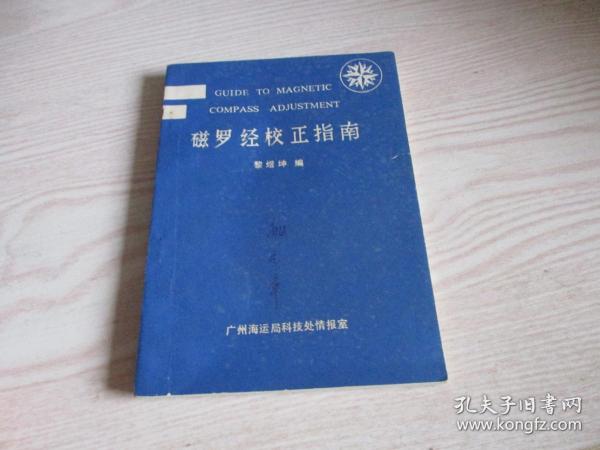 GUIDE TO MAGNETIC
COMPASS ADJUSTMENT
磁罗经校正指南
黎煜坤 编
广州海运局科技处情报室
孔夫子旧书网
www.kongfz.com